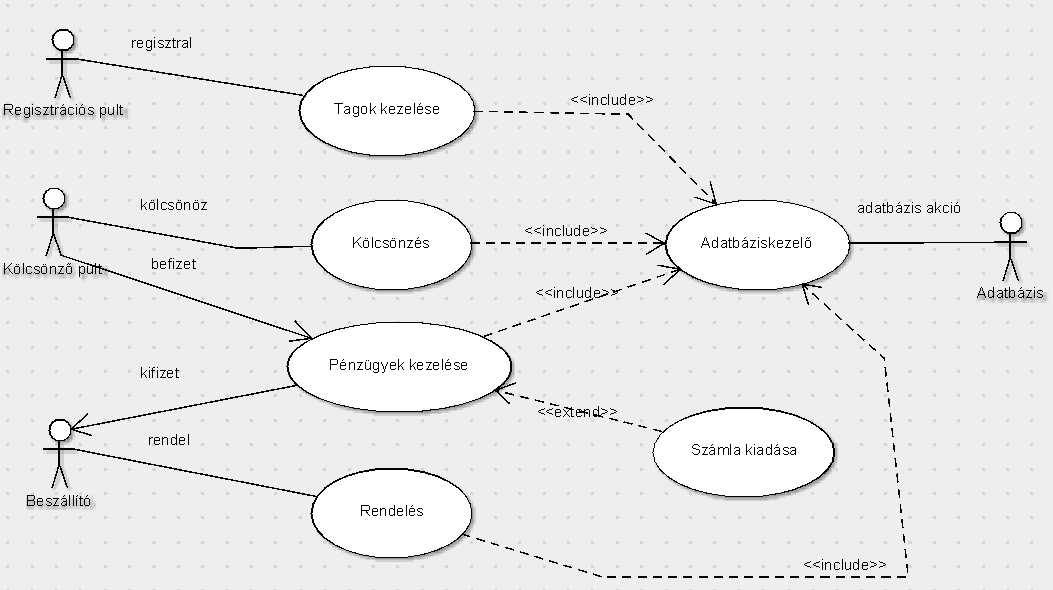 regisztral
Regisztrációs pult
Tagok kezelése
<<include>>
kölcsönöz
Kölcsönző pult
Kölcsönzés
<<include>>
Adatbáziskezelő
adatbázis akció
Adatbázis
befizet
<<include>>
Pénzügyek kezelése
kifizet
<<extend>>
Számla kiadása
rendel
Beszállító
Rendelés
<<include>>